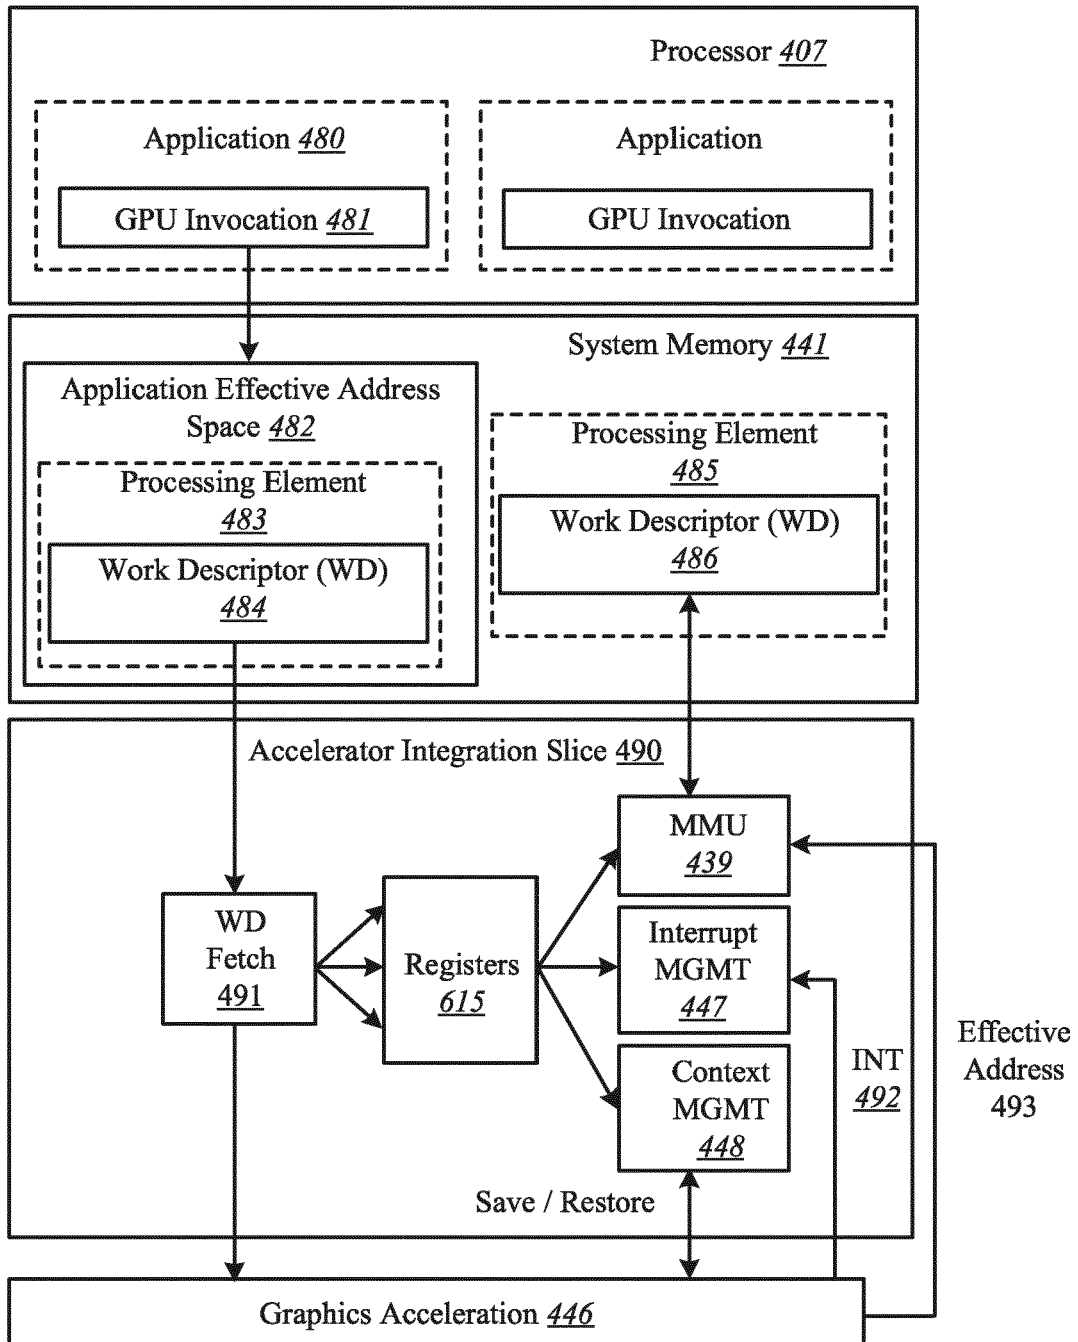 Processor 407
Application 480
GPU Invocation 481
Application
GPU Invocation
System Memory 441
Application Effective Address
Space 482
Processing Element
483
Work Descriptor (WD)
484
Processing Element
485
Work Descriptor (WD)
486
Accelerator Integration Slice 490
WD
Fetch
491
Registers
615
MMU
439
Interrupt
MGMT
447
Context
MGMT
448
Save / Restore
INT
492
Effective
Address
493
Graphics Acceleration 446